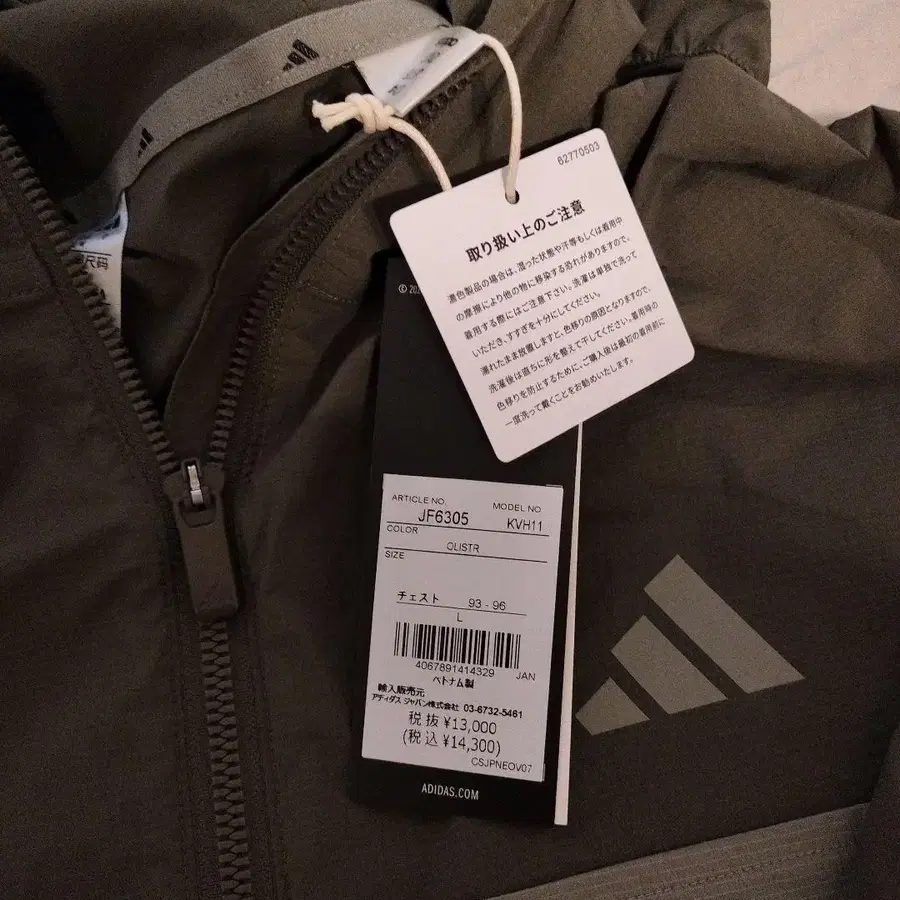 62770503
取り扱い上のご注意
濃色製品の場合は、湿った状態や汗等もしくは着用中
の摩擦により他の物に移染する恐れがありますので、
着用する際にはご注意下さい。洗濯は単独で洗って
いただき、すすぎを十分にしてください。
濡れたまま放置しますと、色移りの原因となりますので、
洗濯後は直ちに形を整えて干してください。着用時の
色移りを防止するために、ご購入後は最初の着用前に
一度洗って戴くことをお勧めいたします。
尺码
ARTICLE NO.
MODEL NO
JF6305
KVH11
COLOR
OLISTR
SIZE
チェスト 93 - 96
L
4067891414329 JAN
ベトナム製
輸入販売元
アディダス ジャパン株式会社 03-6732-5461
税抜 ¥13,000
(税込 ¥14,300)
CSJPNEOV07
ADIDAS.COM